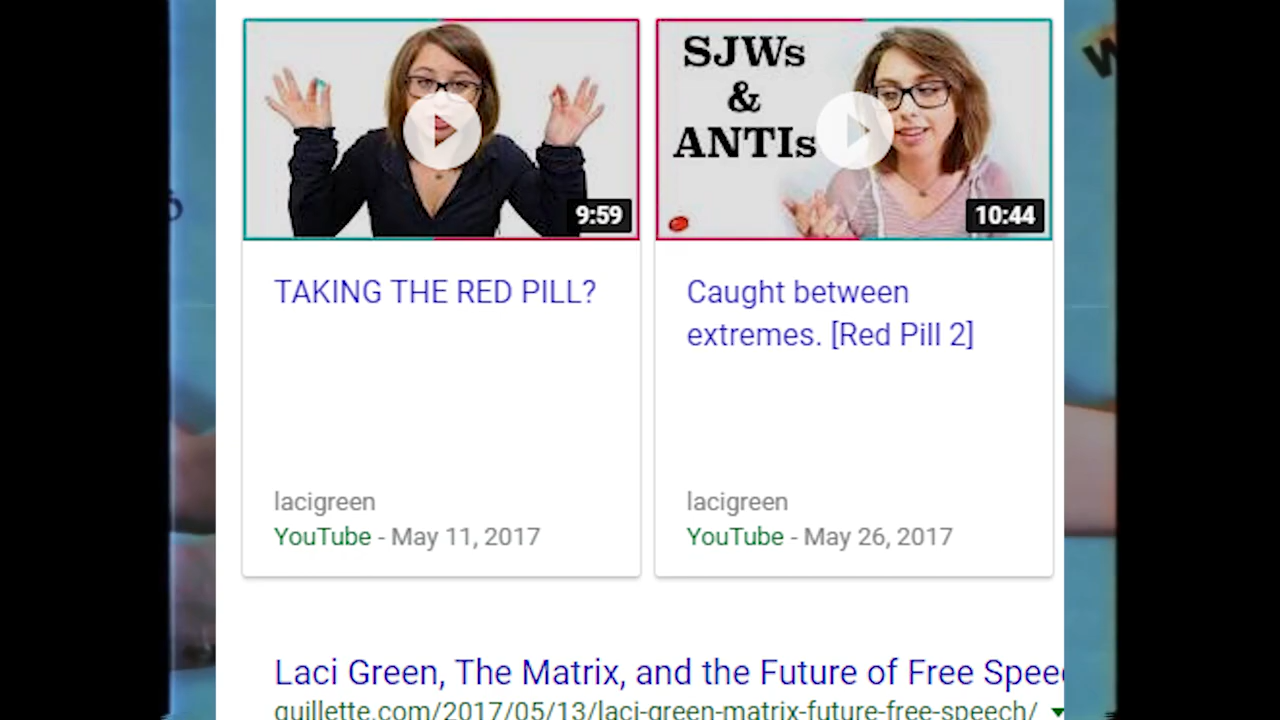 SJWs
&
ANTIs
9:59
10:44
TAKING THE RED PILL?
Caught between
extremes. [Red Pill 2]
lacigreen
YouTube - May 11, 2017
lacigreen
YouTube - May 26, 2017
Laci Green, The Matrix, and the Future of Free Spee
quillette.com/2017/05/13/laci-green-matrix-future-free-speech/